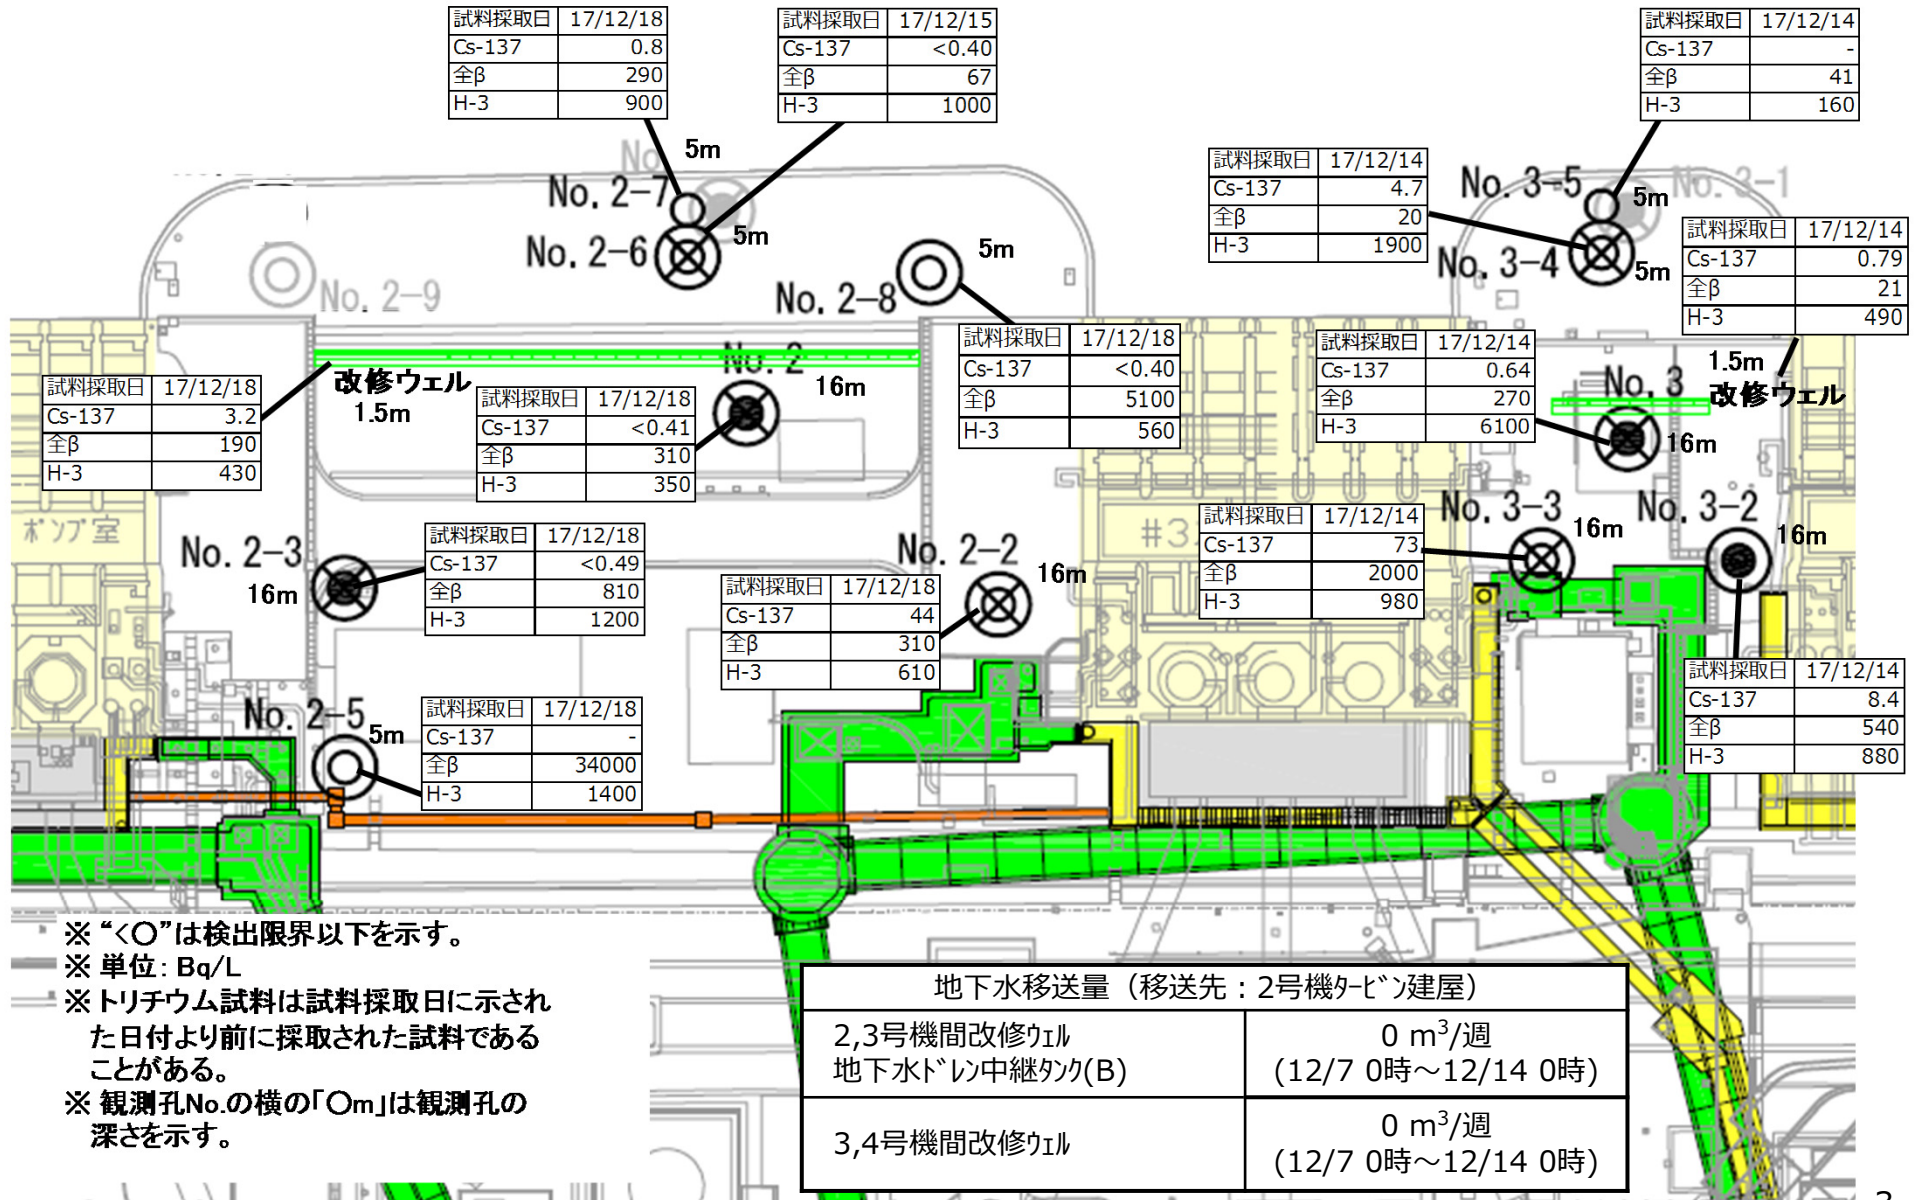 試料採取日 17/12/18
Cs-137 0.8
全β 290
H-3 900
試料採取日 17/12/15
Cs-137 <0.40
全β 67
H-3 1000
試料採取日 17/12/14
Cs-137 -
全β 41
H-3 160
No
5m
No. 2-7
No. 2-6
5m
No. 2-9
No. 2-8
5m
試料採取日 17/12/14
Cs-137 4.7
全β 20
H-3 1900
No. 3-5
5m
No. 3-1
No. 3-4
5m
試料採取日 17/12/14
Cs-137 0.79
全β 21
H-3 490
試料採取日 17/12/18
Cs-137 3.2
全β 190
H-3 430
改修ウェル
1.5m
No. 2
16m
試料採取日 17/12/18
Cs-137 <0.41
全β 310
H-3 350
試料採取日 17/12/18
Cs-137 <0.40
全β 5100
H-3 560
試料採取日 17/12/14
Cs-137 0.64
全β 270
H-3 6100
No. 3
16m
1.5m
改修ウェル
ポンプ室
No. 2-3
16m
試料採取日 17/12/18
Cs-137 <0.49
全β 810
H-3 1200
No. 2-2
16m
試料採取日 17/12/18
Cs-137 44
全β 310
H-3 610
#3
試料採取日 17/12/14
Cs-137 73
全β 2000
H-3 980
No. 3-3
16m
No. 3-2
16m
試料採取日 17/12/14
Cs-137 8.4
全β 540
H-3 880
No. 2-5
5m
試料採取日 17/12/18
Cs-137 -
全β 34000
H-3 1400
※ “<○”は検出限界以下を示す。
※ 単位: Bq/L
※ トリチウム試料は試料採取日に示され
た日付より前に採取された試料である
ことがある。
※ 観測孔No.の横の「○m」は観測孔の
深さを示す。
地下水移送量（移送先：2号機ﾀｰﾋﾞﾝ建屋）
2,3号機間改修ｳｪﾙ
地下水ﾄﾞﾚﾝ中継ﾀﾝｸ(B)
0 m³/週
(12/7 0時～12/14 0時)
3,4号機間改修ｳｪﾙ
0 m³/週
(12/7 0時～12/14 0時)